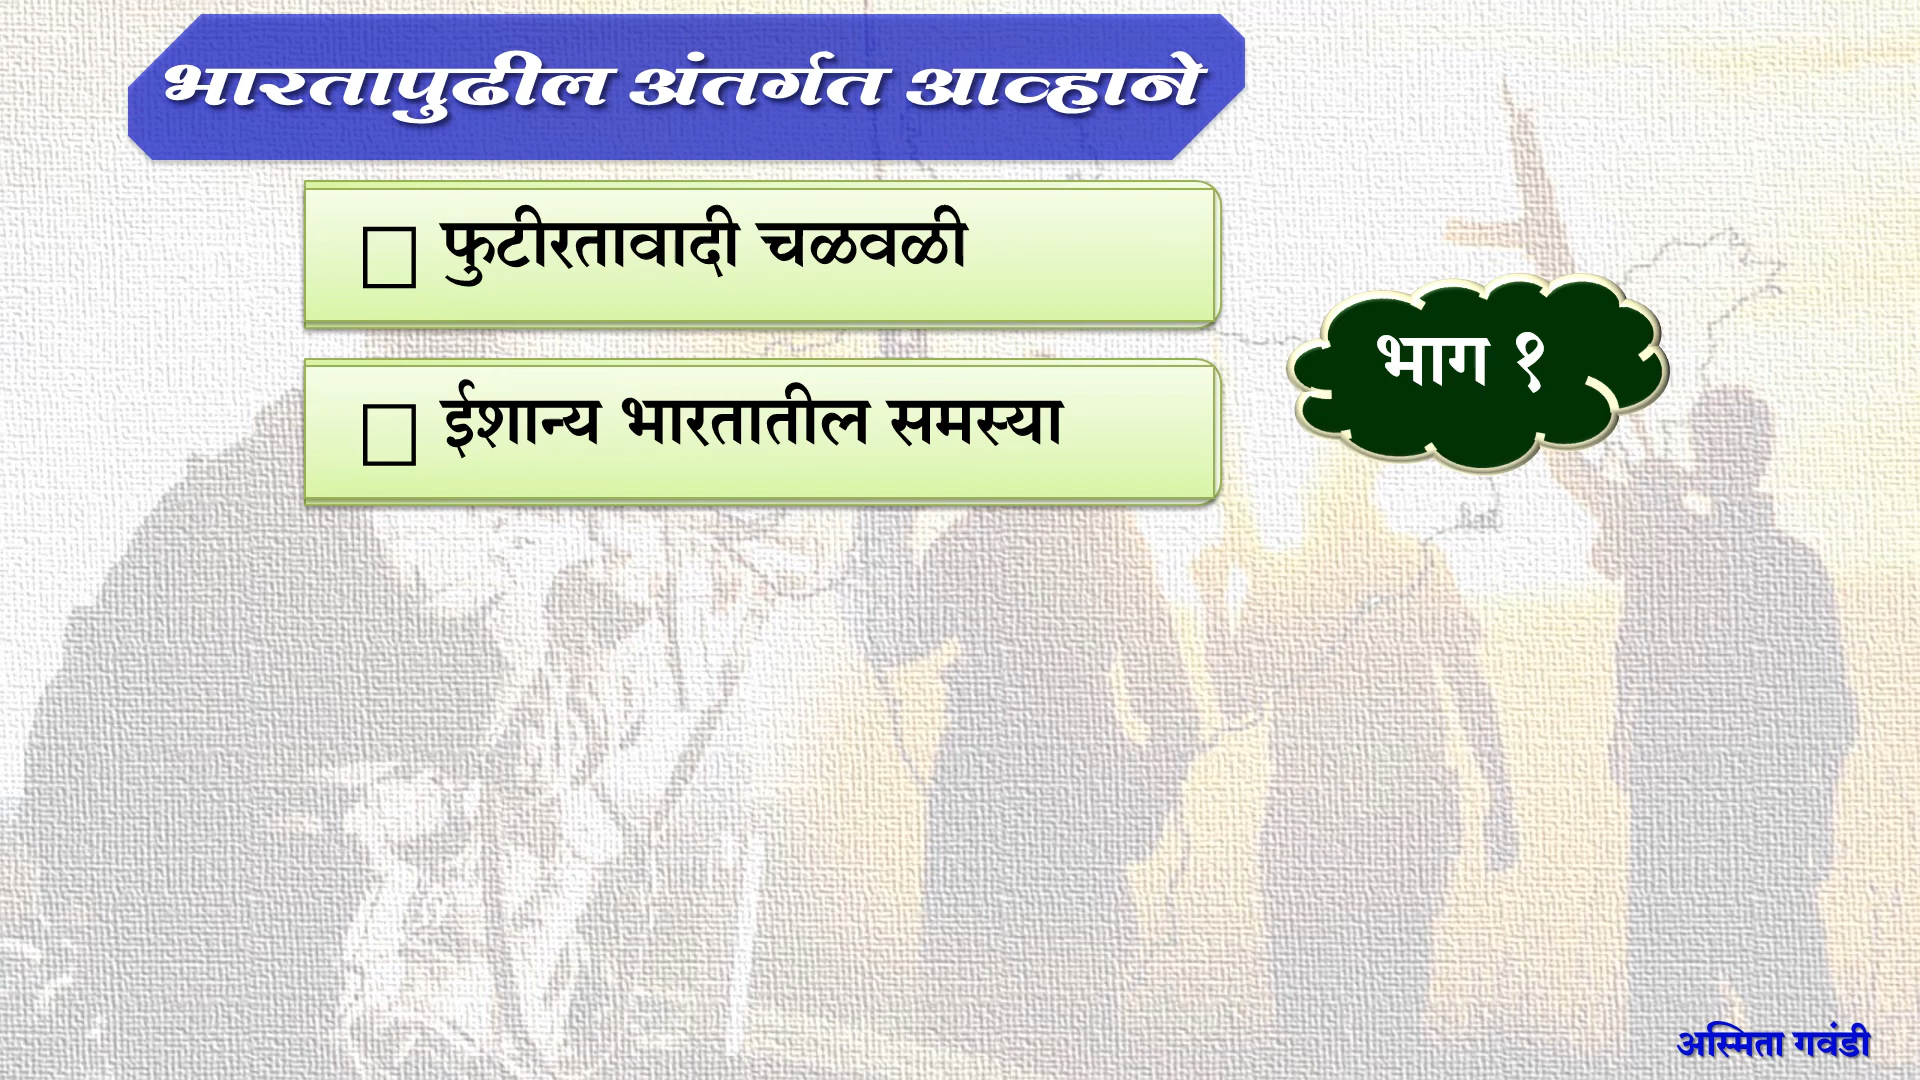 भारतापुढील अंतर्गत आव्हाने
फुटीरतावादी चळवळी
ईशान्य भारतातील समस्या
भाग १
अस्मिता गवंडी